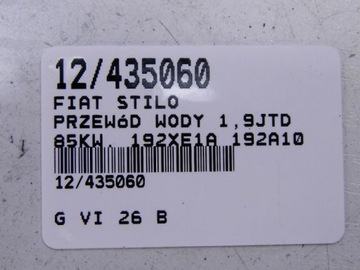 12/435060
FIAT STILO
PRZEWóD WODY 1,9JTD
85KW. 192XE1A 192A10
12/435060
G VI 26 B